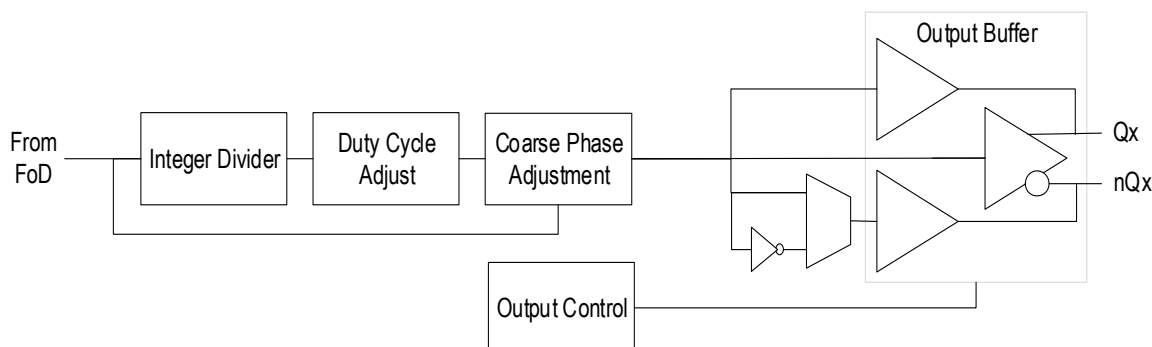 Output Buffer
From
FoD
Integer Divider
Duty Cycle
Adjust
Coarse Phase
Adjustment
Qx
nQx
Output Control